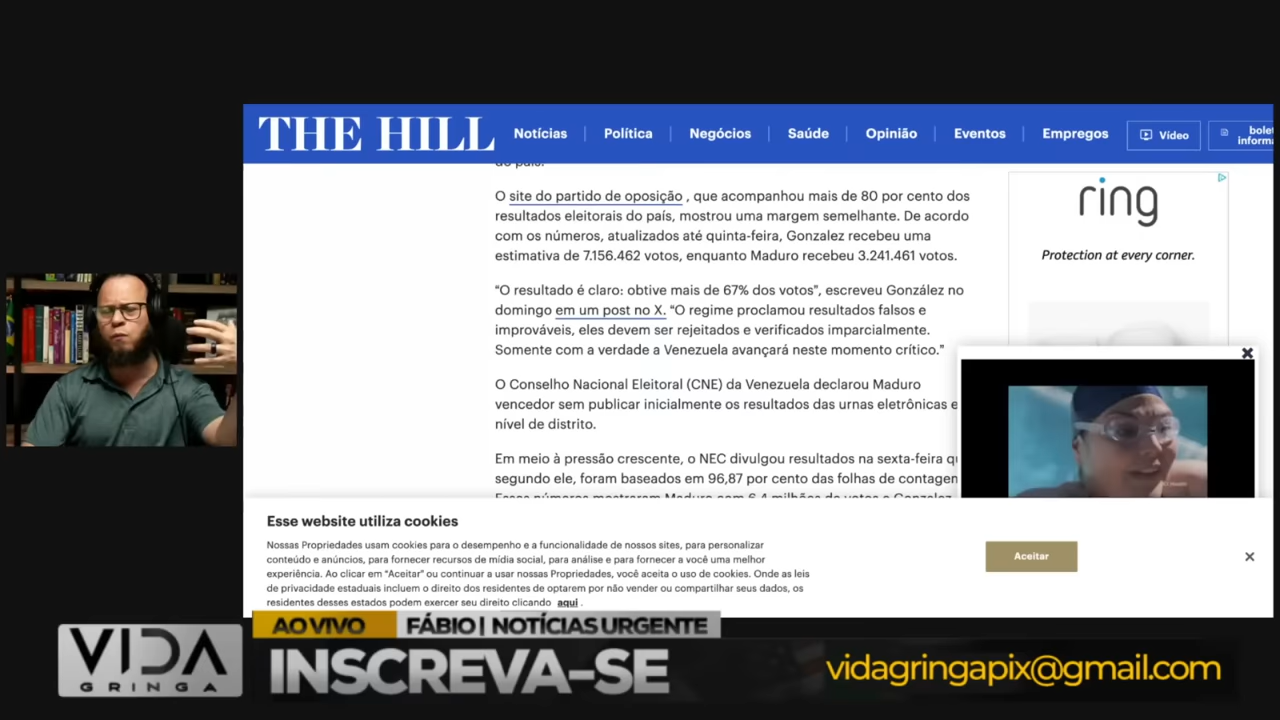 THE HILL
Notícias
Política
Negócios
Saúde
Opinião
Eventos
Empregos
Vídeo
do país.
O site do partido de oposição , que acompanhou mais de 80 por cento dos
resultados eleitorais do país, mostrou uma margem semelhante. De acordo
com os números, atualizados até quinta-feira, Gonzalez recebeu uma
estimativa de 7.156.462 votos, enquanto Maduro recebeu 3.241.461 votos.
“O resultado é claro: obtive mais de 67% dos votos”, escreveu González no
domingo em um post no X. “O regime proclamou resultados falsos e
improváveis, eles devem ser rejeitados e verificados imparcialmente.
Somente com a verdade a Venezuela avançará neste momento crítico.”
O Conselho Nacional Eleitoral (CNE) da Venezuela declarou Maduro
vencedor sem publicar inicialmente os resultados das urnas eletrônicas e
nível de distrito.
Em meio à pressão crescente, o NEC divulgou resultados na sexta-feira
segundo ele, foram baseados em 96,87 por cento das folhas de contagem
ring
Protection at every corner.
Esse website utiliza cookies
Nossas Propriedades usam cookies para o desempenho e a funcionalidade de nossos sites, para personalizar
conteúdo e anúncios, para fornecer recursos de mídia social, para análise e para fornecer a você uma melhor
experiência. Ao clicar em “Aceitar” ou continuar a usar nossas Propriedades, você aceita o uso de cookies. Onde as leis
de privacidade estaduais incluem o direito dos residentes de optarem por não vender ou compartilhar seus dados, os
residentes desses estados podem exercer seu direito clicando aqui .
Aceitar
AO VIVO
FÁBIO | NOTÍCIAS URGENTE
VIDA
GRINGA
INSCREVA-SE
vidagringapix@gmail.com